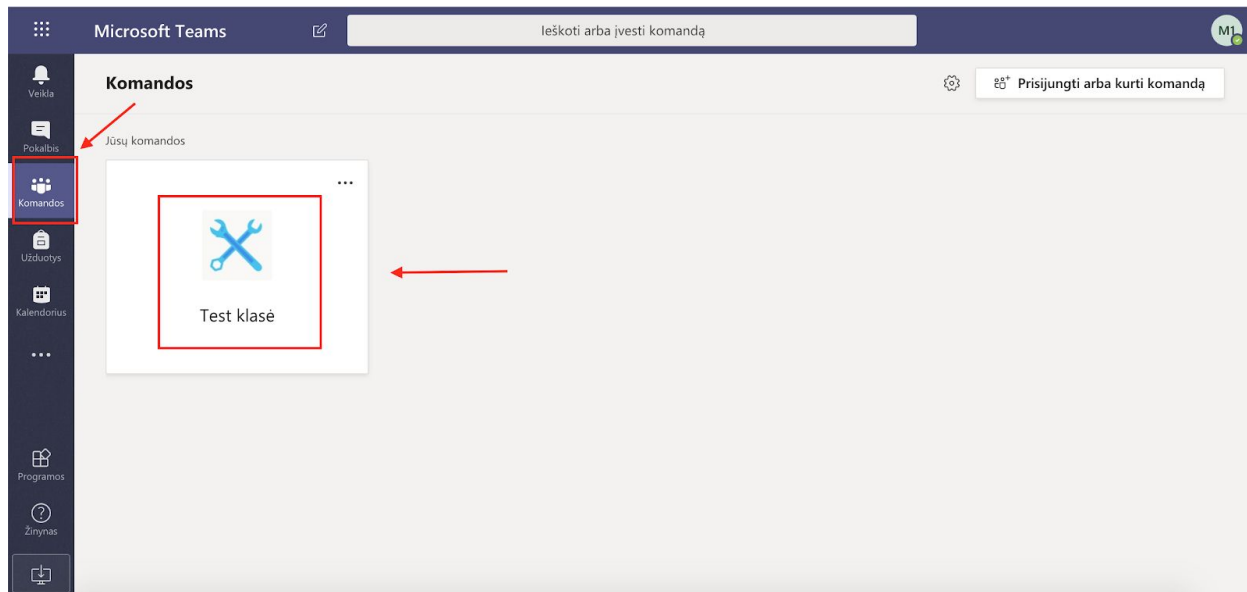 Microsoft Teams
Ieškoti arba įvesti komandą
M1
Veikla
Pokalbis
Komandos
Užduotys
Kalendorius
Programos
Žinynas
Komandos
Prisijungti arba kurti komandą
Jūsų komandos
Test klasė